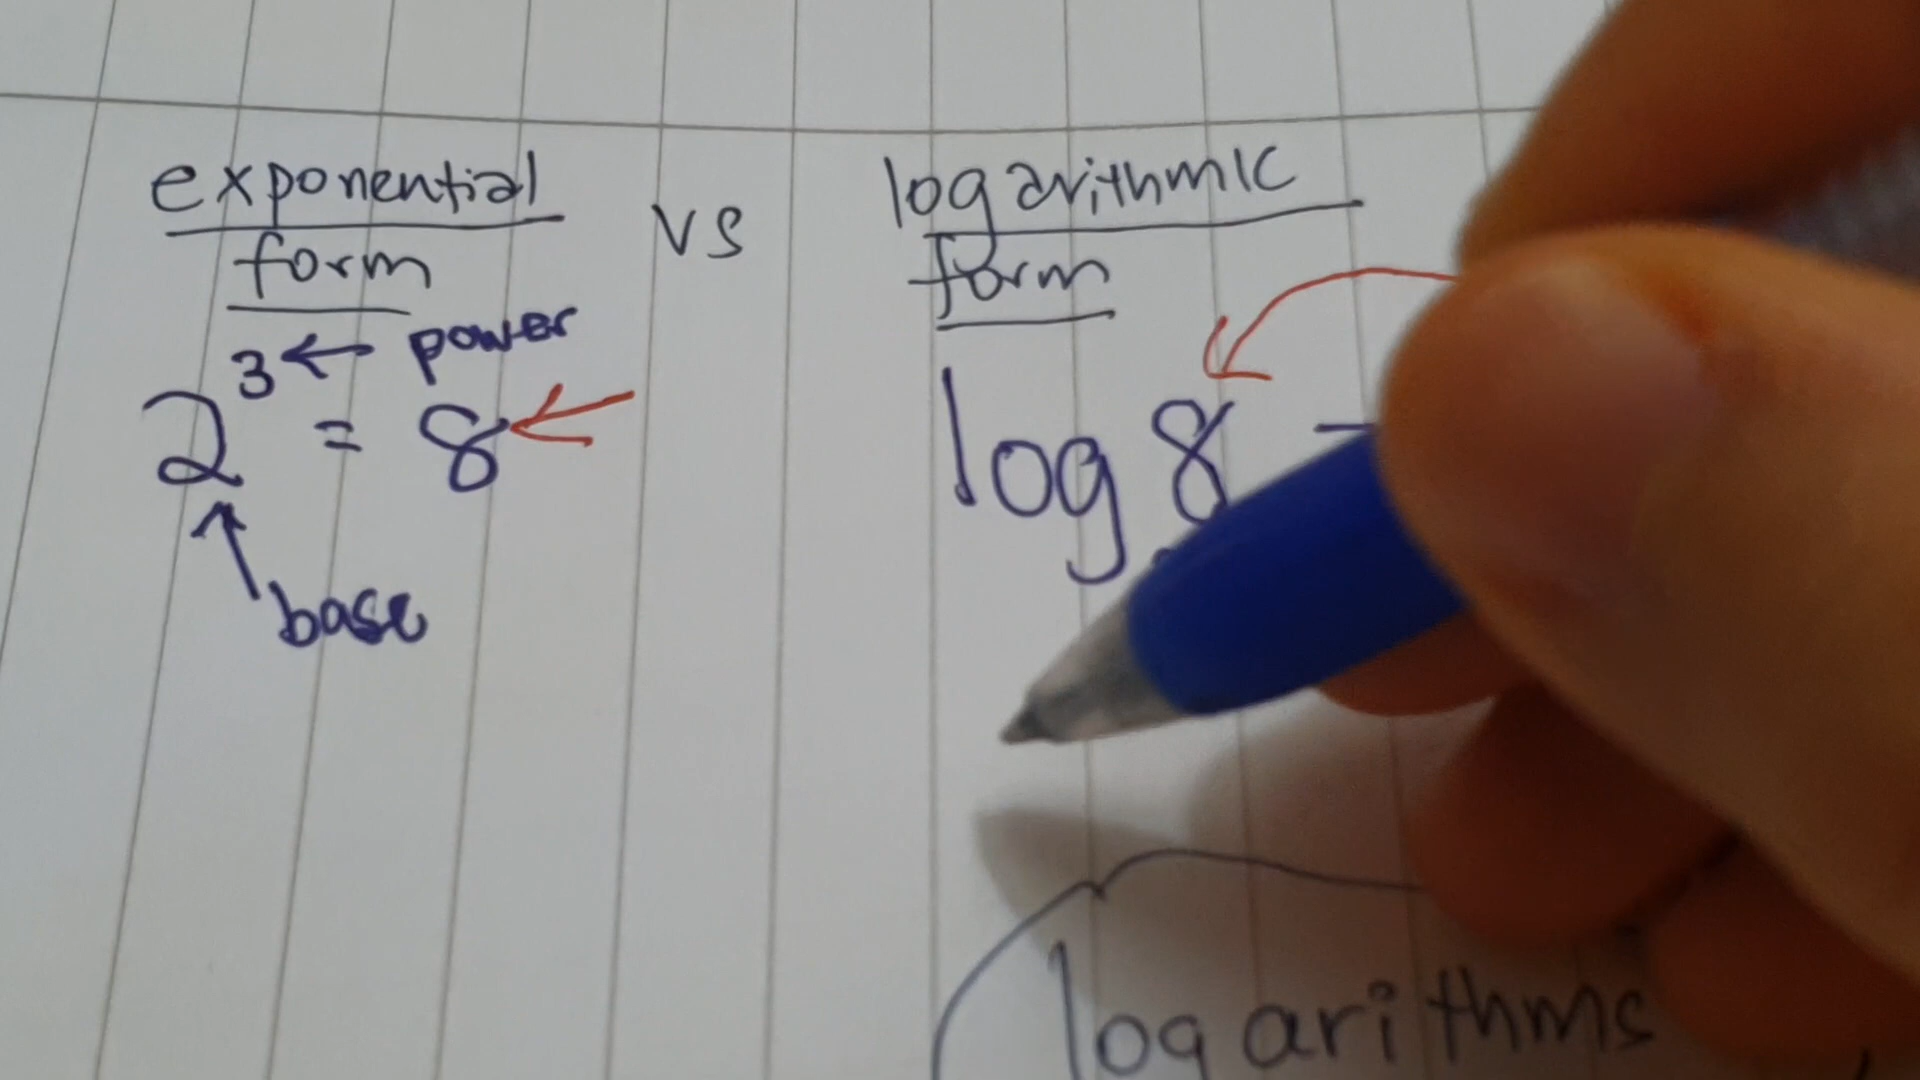 exponential
form
vs
logarithmic
form
3 ← power
2 = 8
base
log 8
logarithms